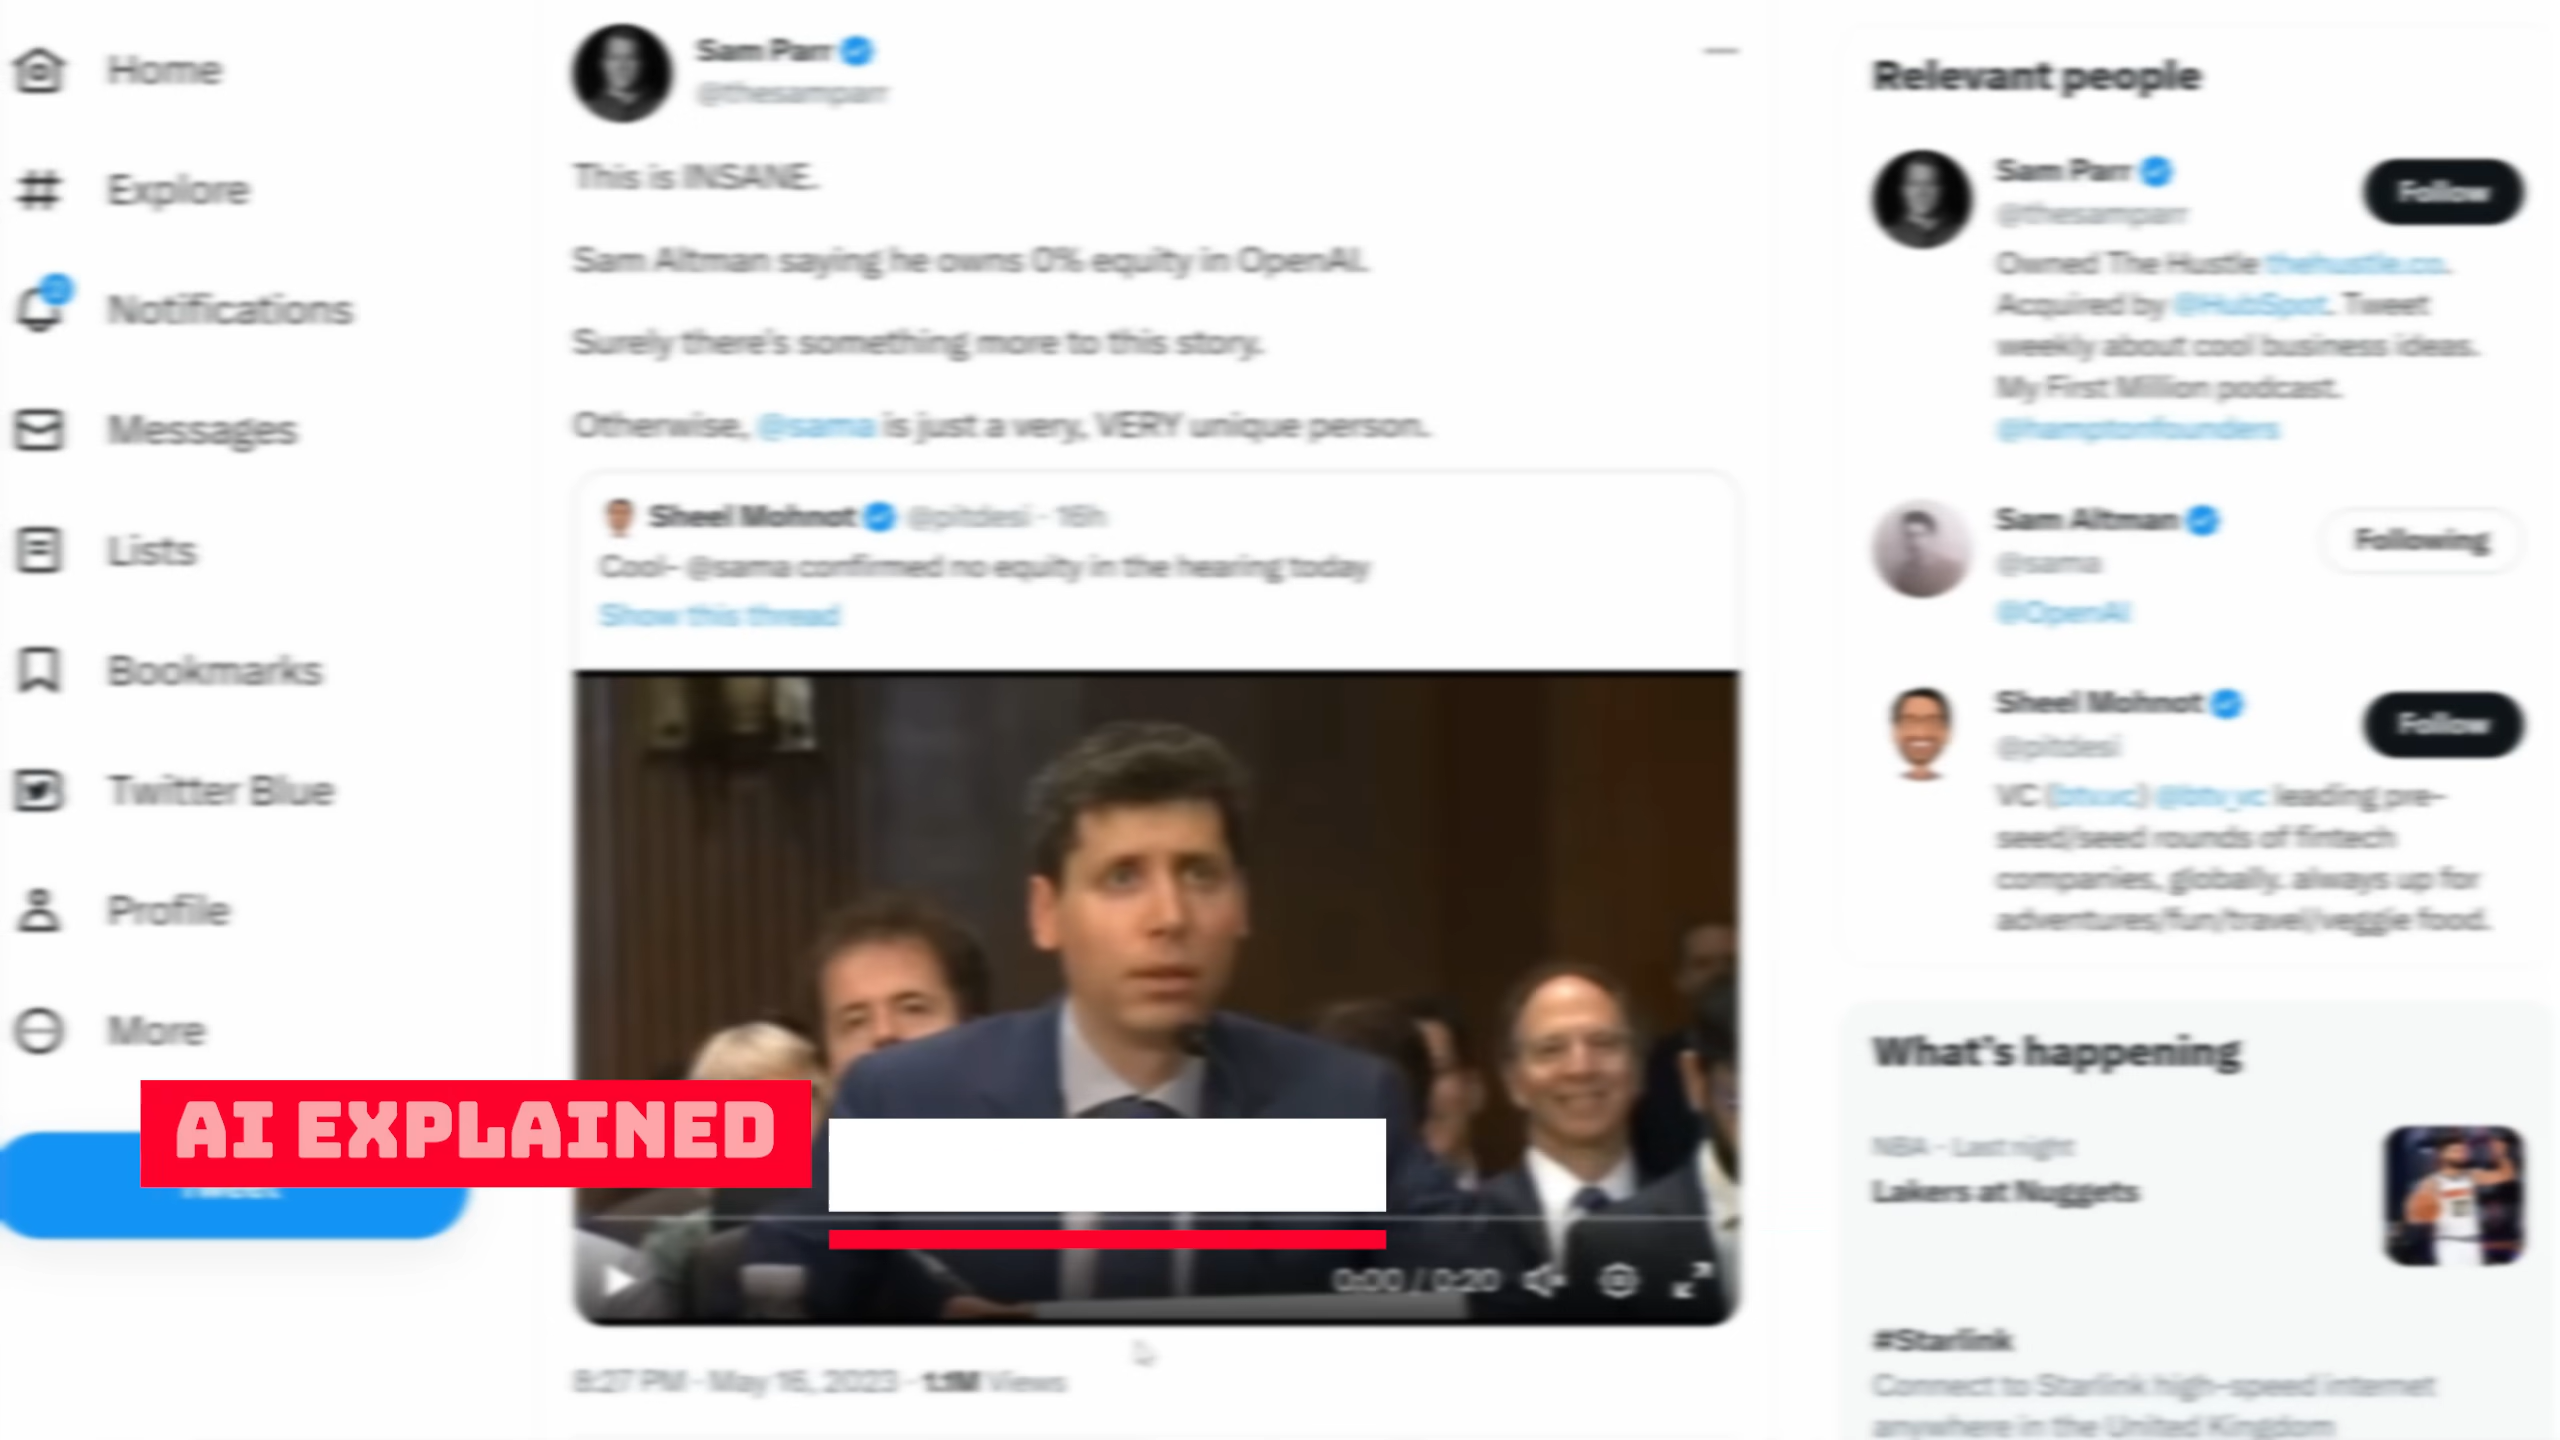 Home
Explore
Notifications
Messages
Lists
Bookmarks
Twitter Blue
Profile
More
Sam Parr
@thesamparr
This is INSANE.
Sam Altman saying he owns 0% equity in OpenAI.
Surely there's something more to this story.
Otherwise, @sama is just a very, VERY unique person.
Sheel Mohnot @pitdesi · 16h
Cool- @sama confirmed no equity in the hearing today
Show this thread
0:00 / 0:20
8:27 PM · May 16, 2023 · 1.1M Views
AI EXPLAINED
Relevant people
Sam Parr
Follow
@thesamparr
Owned The Hustle thehustle.co.
Acquired by @HubSpot. Tweet
weekly about cool business ideas.
My First Million podcast.
@hamptonfounders
Sam Altman
Following
@sama
@OpenAI
Sheel Mohnot
Follow
@pitdesi
VC (btv.vc) @btv_vc leading pre-
seed/seed rounds of fintech
companies, globally. always up for
adventures/fun/travel/veggie food.
What's happening
NBA · Last night
Lakers at Nuggets
#Starlink
Connect to Starlink high-speed internet
anywhere in the United Kingdom